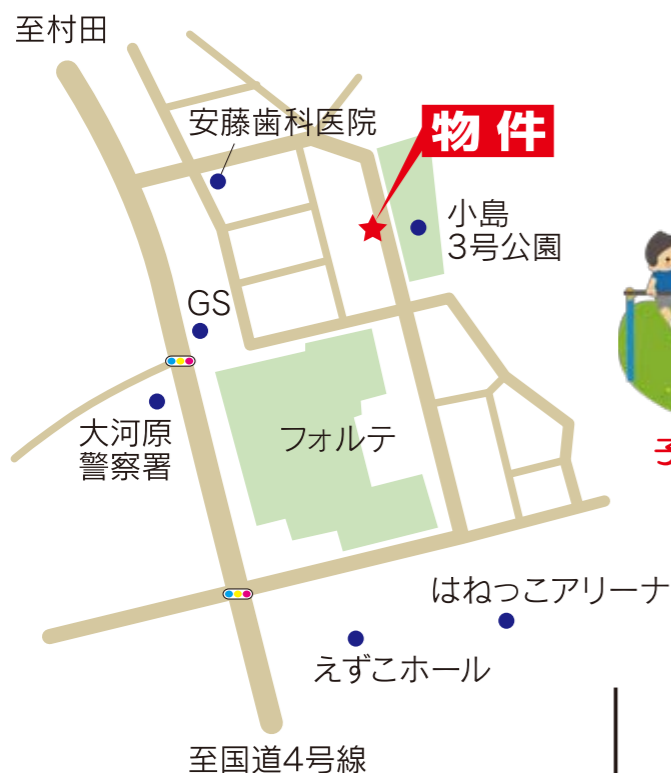 至村田
安藤歯科医院
物件
小島
3号公園
GS
大河原
警察署
フォルテ
はねっこアリーナ
えずこホール
至国道4号線